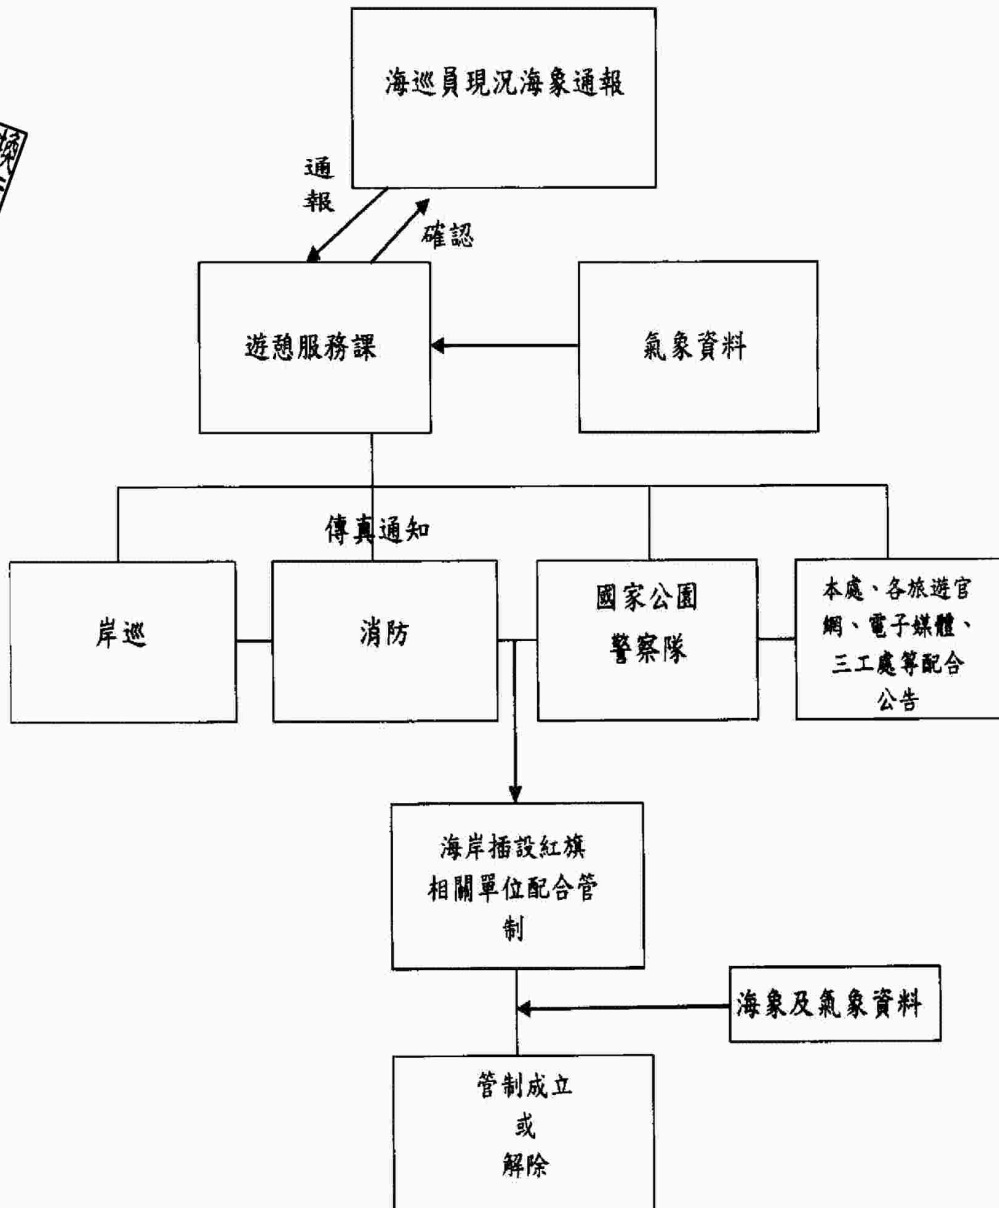 海巡員現況海象通報
通
報
確認
遊憩服務課
氣象資料
傳真通知
岸巡
消防
國家公園
警察隊
本處、各旅遊官
網、電子媒體、
三工處等配合
公告
海岸插設紅旗
相關單位配合管
制
海象及氣象資料
管制成立
或
解除